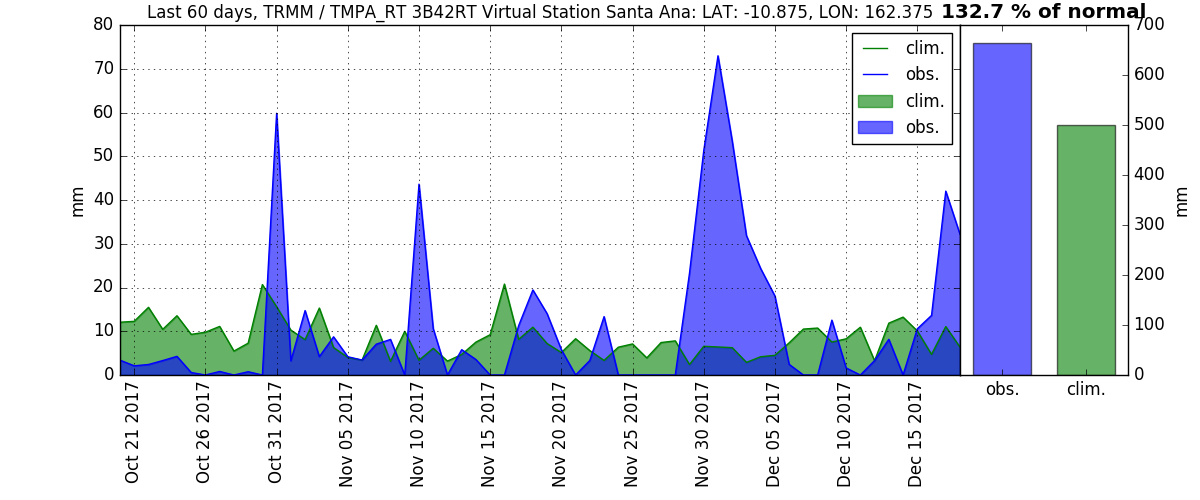 Last 60 days, TRMM / TMPA_RT 3B42RT Virtual Station Santa Ana: LAT: -10.875, LON: 162.375 132.7 % of normal
80
70
60
50
40
30
20
10
0
mm
clim.
obs.
clim.
obs.
Oct 21 2017
Oct 26 2017
Oct 31 2017
Nov 05 2017
Nov 10 2017
Nov 15 2017
Nov 20 2017
Nov 25 2017
Nov 30 2017
Dec 05 2017
Dec 10 2017
Dec 15 2017
700
600
500
400
300
200
100
0
mm
obs.
clim.